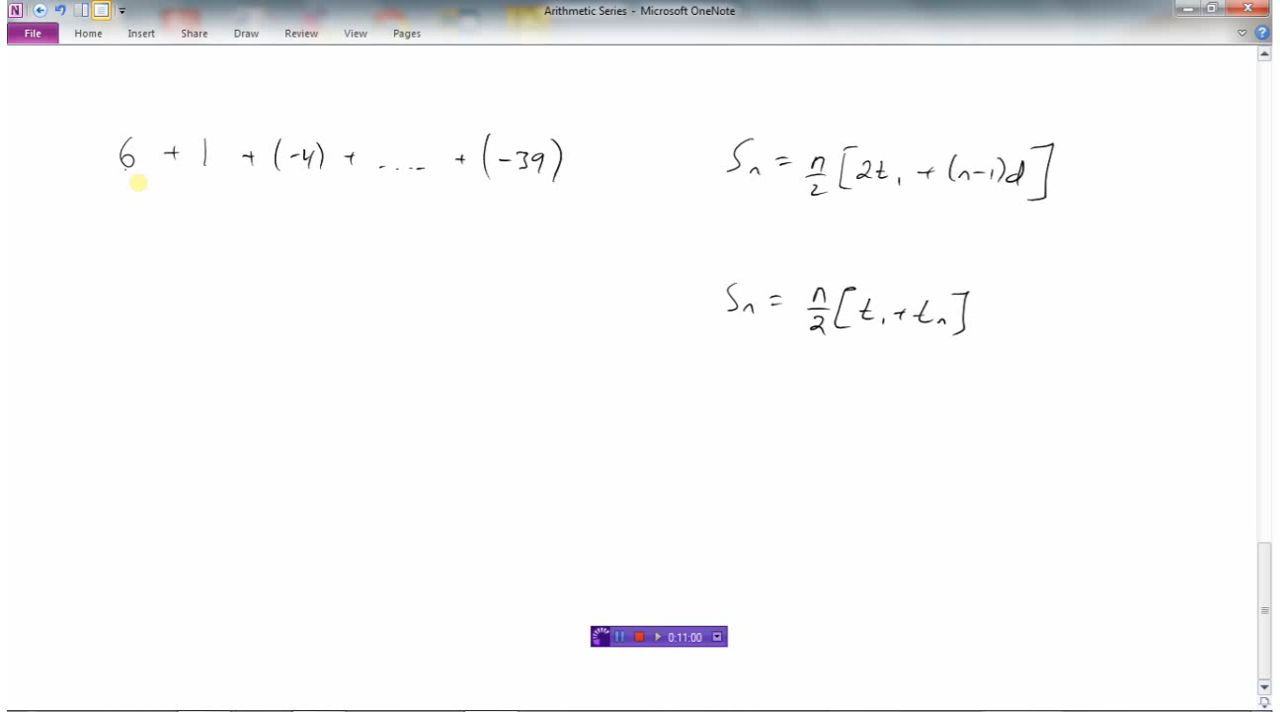 Arithmetic Series - Microsoft OneNote
File Home Insert Share Draw Review View Pages
6 + 1 + (-4) + .... + (-39)
Sn = n/2 [2t₁ + (n-1)d]
Sn = n/2 [t₁ + tn]
0:11:00